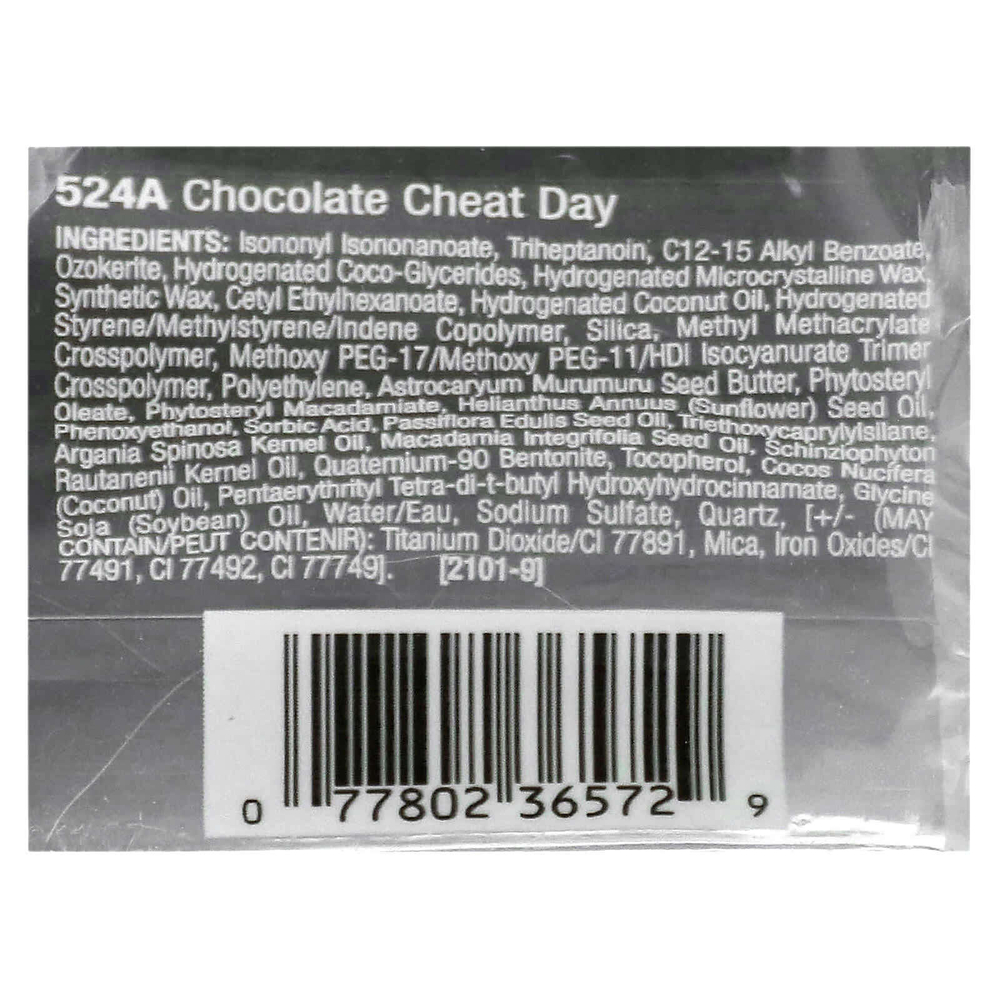 524A Chocolate Cheat Day
INGREDIENTS: Isononyl Isononanoate, Triheptanoin, C12-15 Alkyl Benzoate,
Ozokerite, Hydrogenated Coco-Glycerides, Hydrogenated Microcrystalline Wax,
Synthetic Wax, Cetyl Ethylhexanoate, Hydrogenated Coconut Oil, Hydrogenated
Styrene/Methylstyrene/Indene Copolymer, Silica, Methyl Methacrylate
Crosspolymer, Methoxy PEG-17/Methoxy PEG-11/HDI Isocyanurate Trimer
Crosspolymer, Polyethylene, Astrocaryum Murumuru Seed Butter, Phytosteryl
Oleate, Phytosteryl Macadamiate, Helianthus Annuus (Sunflower) Seed Oil,
Phenoxyethanol, Sorbic Acid, Passiflora Edulis Seed Oil, Triethoxycaprylylsilane,
Argania Spinosa Kernel Oil, Macadamia Integrifolia Seed Oil, Schinziophyton
Rautanenii Kernel Oil, Quaternium-90 Bentonite, Tocopherol, Cocos Nucifera
(Coconut) Oil, Pentaerythrityl Tetra-di-t-butyl Hydroxyhydrocinnamate, Glycine
Soja (Soybean) Oil, Water/Eau, Sodium Sulfate, Quartz, [+/- (MAY
CONTAIN/PEUT CONTENIR): Titanium Dioxide/CI 77891, Mica, Iron Oxides/CI
77491, CI 77492, CI 77749]. [2101-9]
0 77802 36572 9